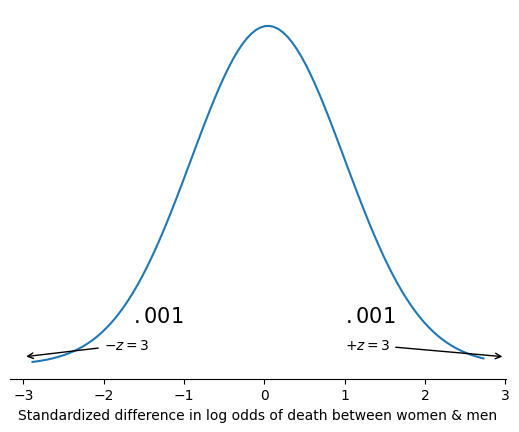 .001 .001
−z = 3 +z = 3
−3 −2 −1 0 1 2 3
Standardized difference in log odds of death between women & men